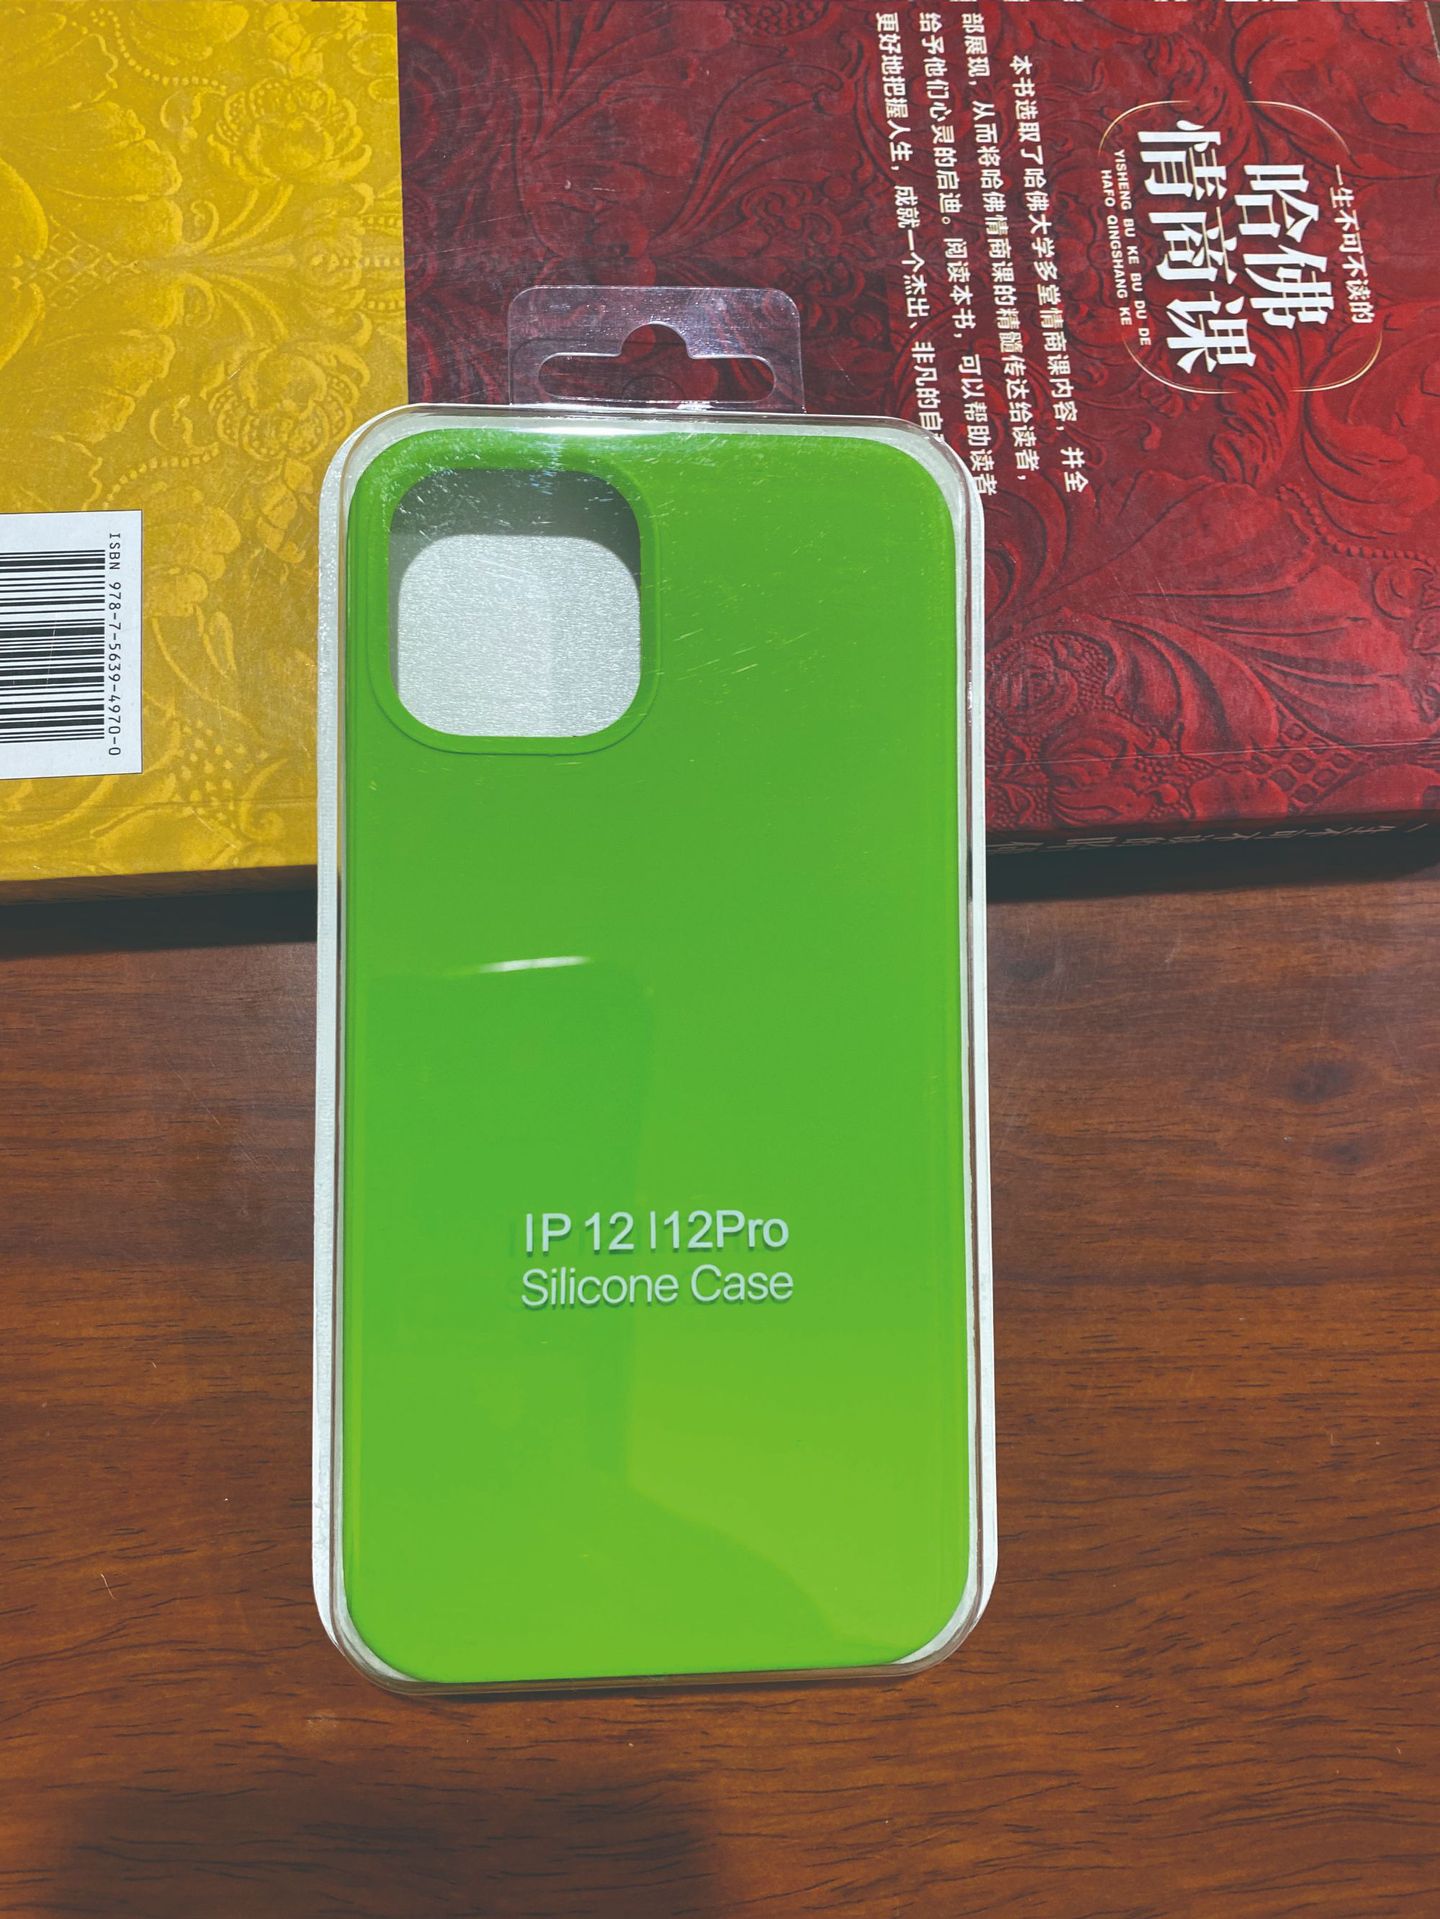 一生不可不读的
哈佛
情商课
YISHENG BU KE BU DU DE
HAFO QINGSHANG KE
本书选取了哈佛大学多堂情商课内容，并全
部展现，从而将哈佛情商课的精髓传达给读者，
给予他们心灵的启迪。阅读本书，可以帮助读者
更好地把握人生，成就一个杰出、非凡的自
ISBN 978-7-5639-4970-0
IP 12 |12Pro
Silicone Case